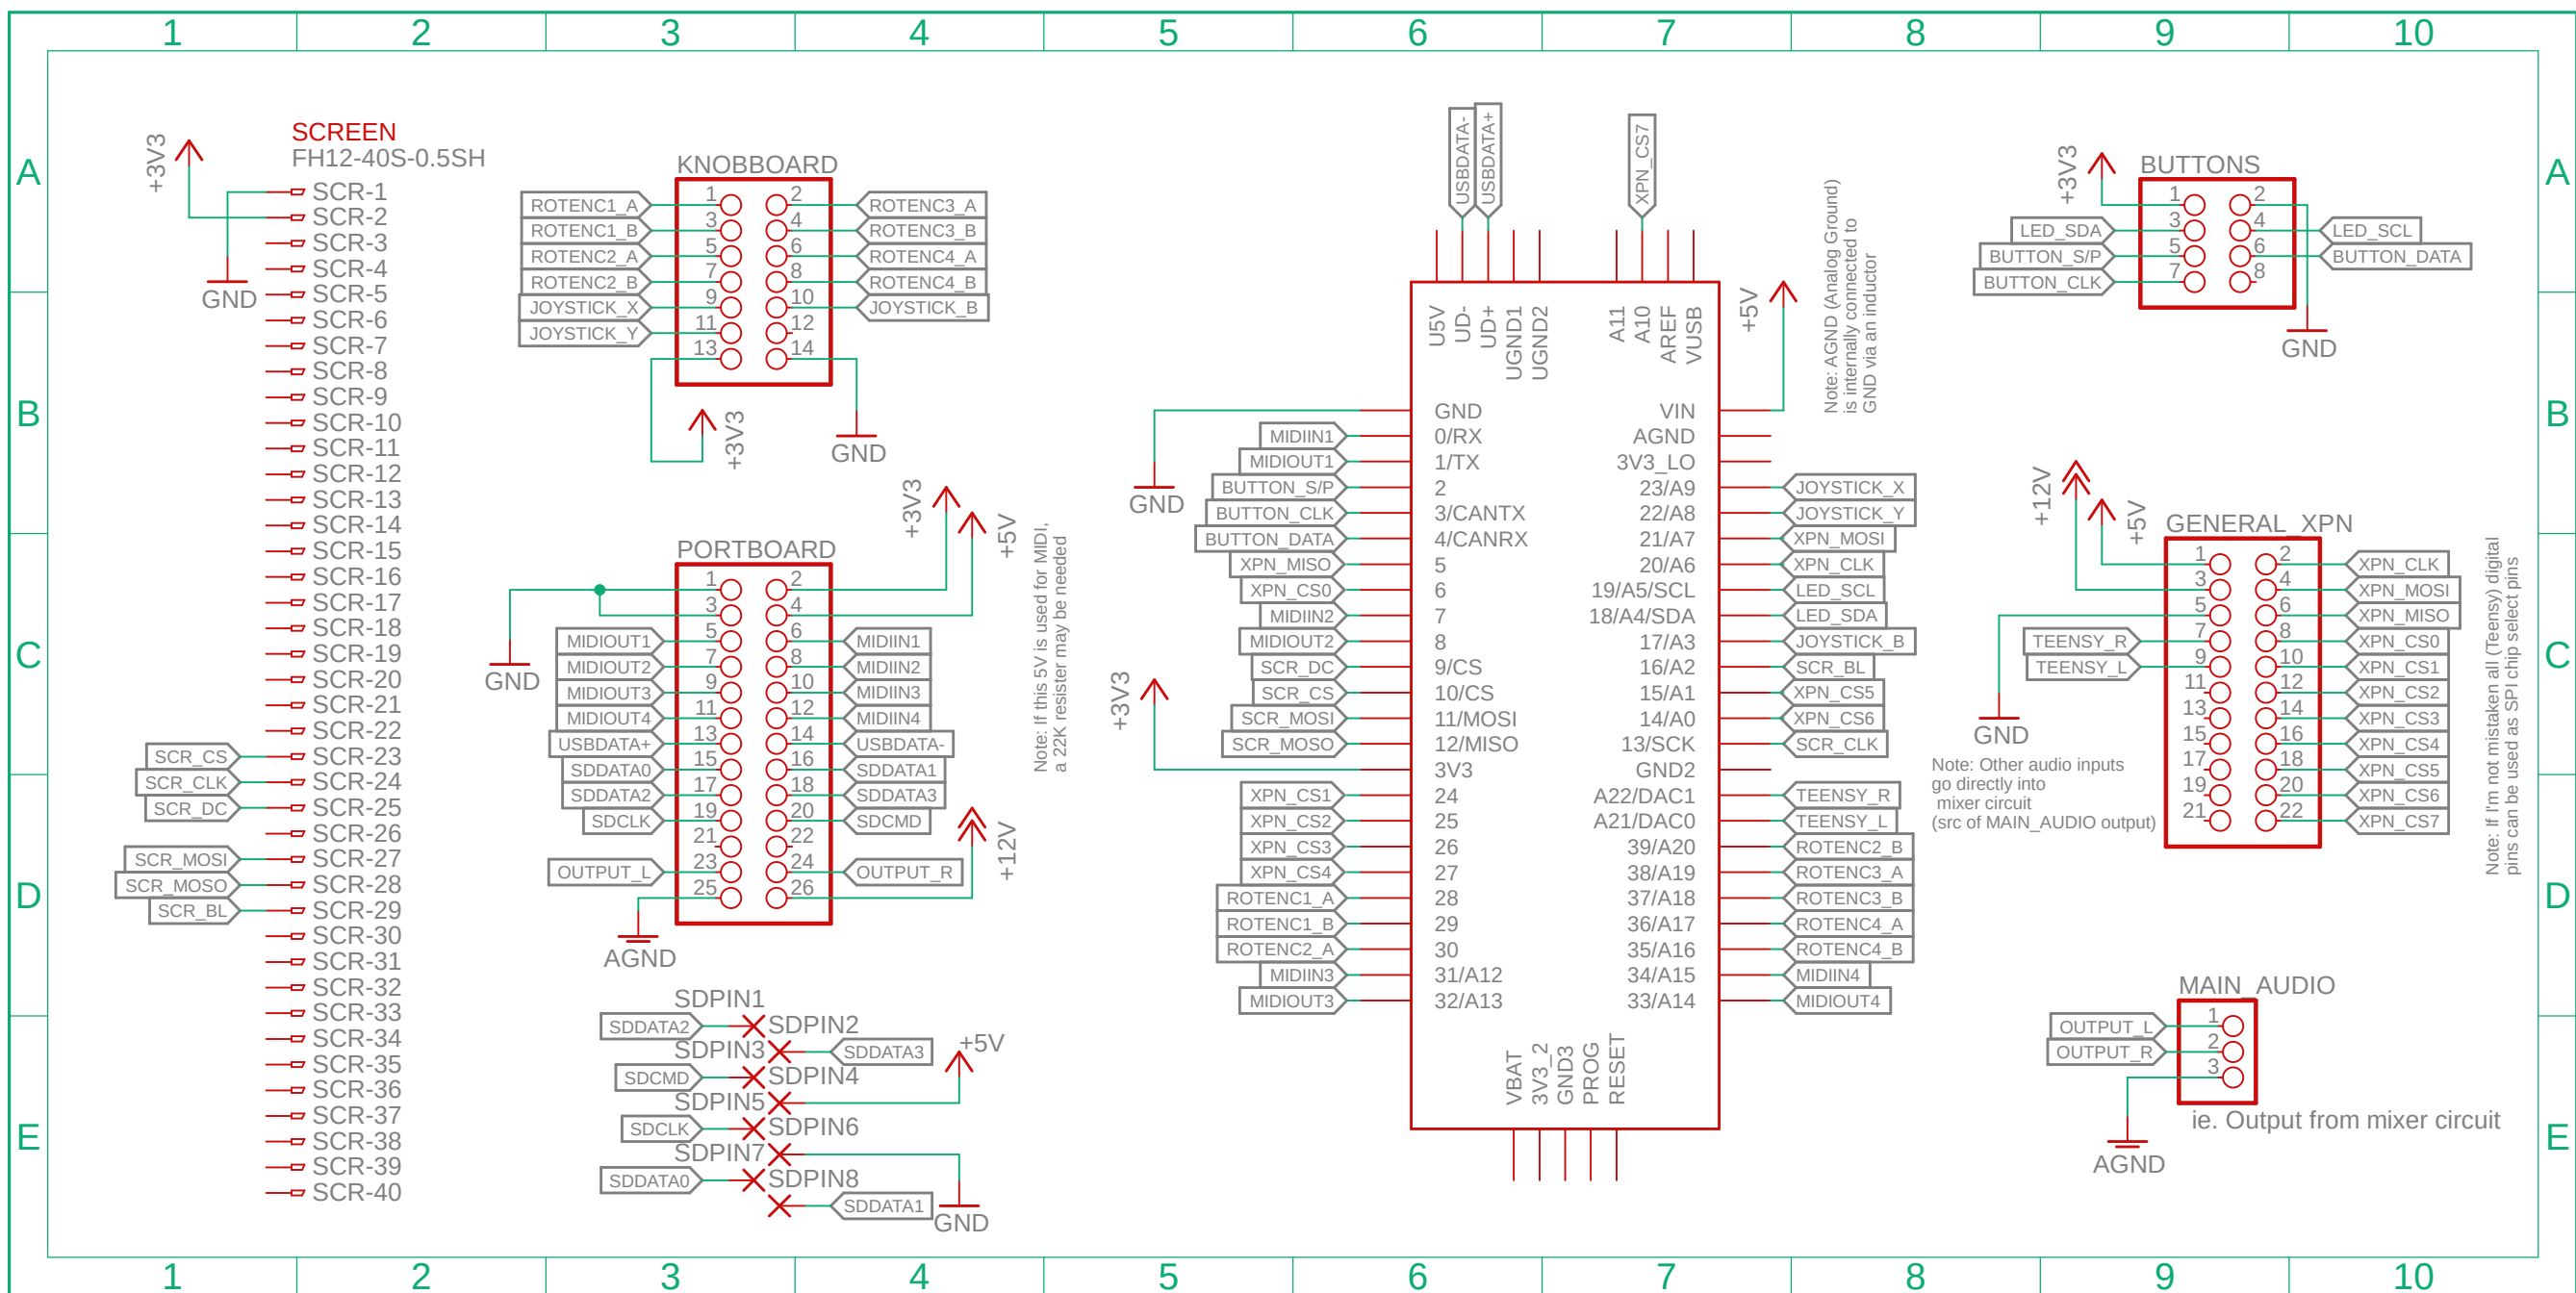 1 2 3 4 5 6 7 8 9 10
A
B
C
D
E
A
B
C
D
E
+3V3
GND
SCREEN
FH12-40S-0.5SH
SCR-1
SCR-2
SCR-3
SCR-4
SCR-5
SCR-6
SCR-7
SCR-8
SCR-9
SCR-10
SCR-11
SCR-12
SCR-13
SCR-14
SCR-15
SCR-16
SCR-17
SCR-18
SCR-19
SCR-20
SCR-21
SCR-22
SCR_CS SCR-23
SCR_CLK SCR-24
SCR_DC SCR-25
SCR-26
SCR_MOSI SCR-27
SCR_MOSO SCR-28
SCR_BL SCR-29
SCR-30
SCR-31
SCR-32
SCR-33
SCR-34
SCR-35
SCR-36
SCR-37
SCR-38
SCR-39
SCR-40
KNOBBOARD
ROTENC1_A 1 2 ROTENC3_A
ROTENC1_B 3 4 ROTENC3_B
ROTENC2_A 5 6 ROTENC4_A
ROTENC2_B 7 8 ROTENC4_B
JOYSTICK_X 9 10 JOYSTICK_B
JOYSTICK_Y 11 12
13 14
+3V3
GND
+3V3
+5V
PORTBOARD
1 2
3 4
MIDIOUT1 5 6 MIDIIN1
MIDIOUT2 7 8 MIDIIN2
MIDIOUT3 9 10 MIDIIN3
MIDIOUT4 11 12 MIDIIN4
USBDATA+ 13 14 USBDATA-
SDDATA0 15 16 SDDATA1
SDDATA2 17 18 SDDATA3
SDCLK 19 20 SDCMD
21 22
OUTPUT_L 23 24 OUTPUT_R
25 26
GND
AGND
+12V
Note: If this 5V is used for MIDI,
a 22K resister may be needed
SDPIN1
SDDATA2 SDPIN2
SDPIN3 SDDATA3
SDCMD SDPIN4
SDPIN5
SDCLK SDPIN6
SDPIN7
SDDATA0 SDPIN8
SDDATA1
+5V
GND
USBDATA-
USBDATA+
XPN_CS7
U5V
UD-
UD+
UGND1
UGND2
A11
A10
AREF
VUSB
+5V
Note: AGND (Analog Ground)
is internally connected to
GND via an inductor
GND
+3V3
GND VIN
MIDIIN1 0/RX AGND
MIDIOUT1 1/TX 3V3_LO
BUTTON_S/P 2 23/A9 JOYSTICK_X
BUTTON_CLK 3/CANTX 22/A8 JOYSTICK_Y
BUTTON_DATA 4/CANRX 21/A7 XPN_MOSI
XPN_MISO 5 20/A6 XPN_CLK
XPN_CS0 6 19/A5/SCL LED_SCL
MIDIIN2 7 18/A4/SDA LED_SDA
MIDIOUT2 8 17/A3 JOYSTICK_B
SCR_DC 9/CS 16/A2 SCR_BL
SCR_CS 10/CS 15/A1 XPN_CS5
SCR_MOSI 11/MOSI 14/A0 XPN_CS6
SCR_MOSO 12/MISO 13/SCK SCR_CLK
3V3 GND2
XPN_CS1 24 A22/DAC1 TEENSY_R
XPN_CS2 25 A21/DAC0 TEENSY_L
XPN_CS3 26 39/A20 ROTENC2_B
XPN_CS4 27 38/A19 ROTENC3_A
ROTENC1_A 28 37/A18 ROTENC3_B
ROTENC1_B 29 36/A17 ROTENC4_A
ROTENC2_A 30 35/A16 ROTENC4_B
MIDIIN3 31/A12 34/A15 MIDIIN4
MIDIOUT3 32/A13 33/A14 MIDIOUT4
VBAT
3V3_2
GND3
PROG
RESET
+3V3
BUTTONS
1 2
LED_SDA 3 4 LED_SCL
BUTTON_S/P 5 6 BUTTON_DATA
BUTTON_CLK 7 8
GND
+12V
+5V
GENERAL_XPN
1 2 XPN_CLK
3 4 XPN_MOSI
5 6 XPN_MISO
TEENSY_R 7 8 XPN_CS0
TEENSY_L 9 10 XPN_CS1
11 12 XPN_CS2
13 14 XPN_CS3
15 16 XPN_CS4
17 18 XPN_CS5
19 20 XPN_CS6
21 22 XPN_CS7
GND
Note: Other audio inputs
go directly into
mixer circuit
(src of MAIN_AUDIO output)
Note: If I'm not mistaken all (Teensy) digital
pins can be used as SPI chip select pins
MAIN_AUDIO
OUTPUT_L 1
OUTPUT_R 2
3
AGND
ie. Output from mixer circuit
1 2 3 4 5 6 7 8 9 10